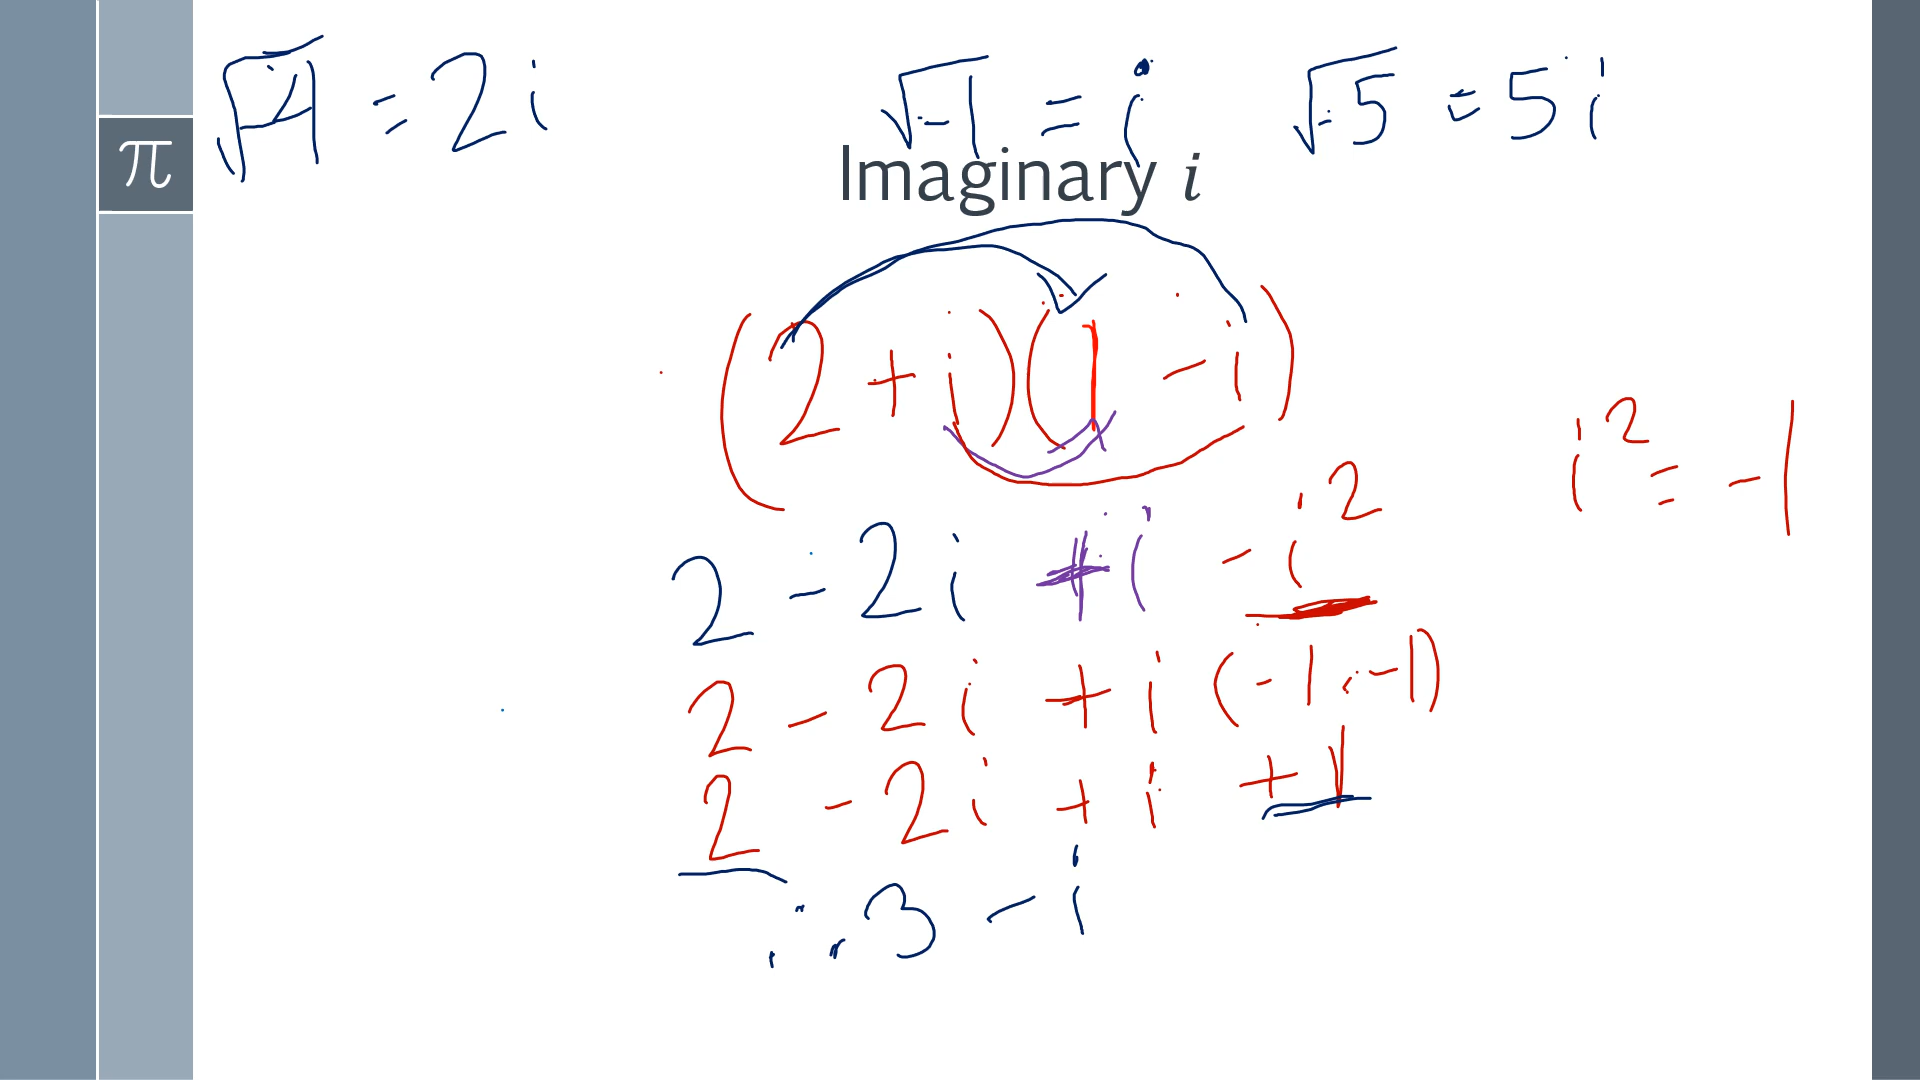 √-4 = 2i √-1 = i √-5 = 5i
π
Imaginary i
(2 + i)(1 - i)
i² = -1
2 - 2i + i - i²
2 - 2i + i (-1 · -1)
2 - 2i + i + 1
∴ 3 - i